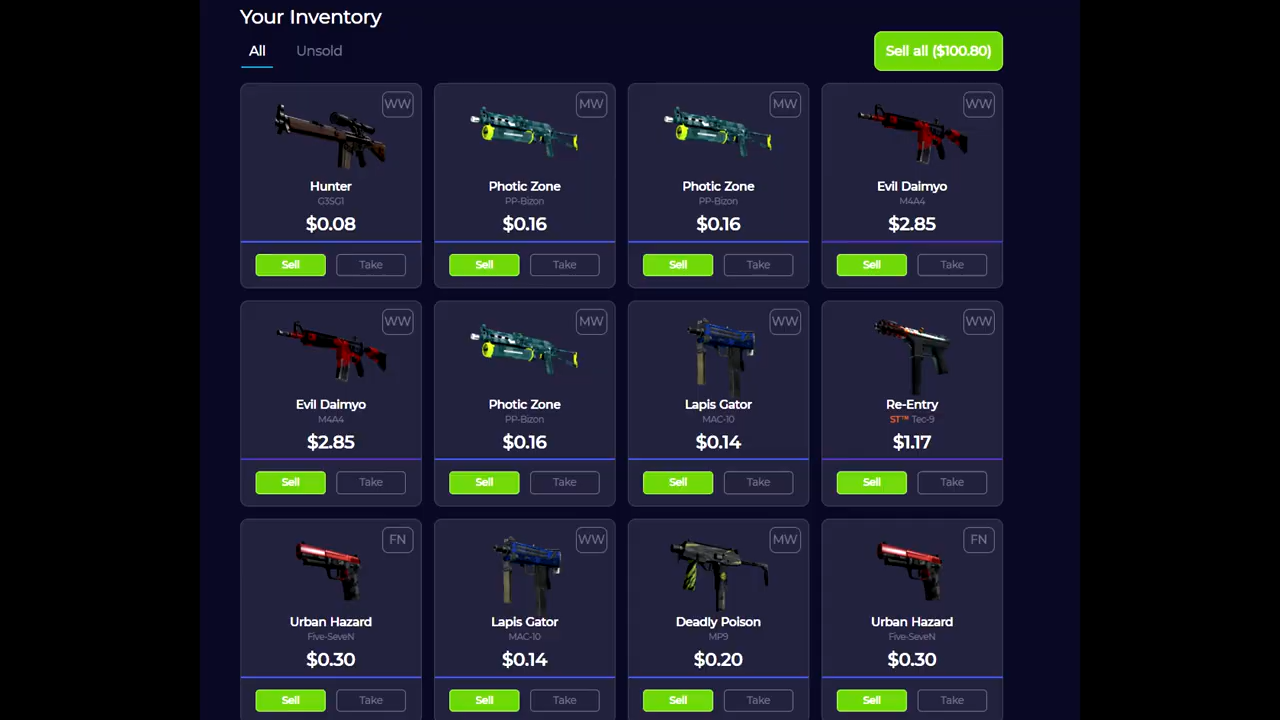 Your Inventory
All Unsold Sell all ($100.80)
WW MW MW WW
Hunter Photic Zone Photic Zone Evil Daimyo
G3SG1 PP-Bizon PP-Bizon M4A4
$0.08 $0.16 $0.16 $2.85
Sell Take Sell Take Sell Take Sell Take
WW MW WW WW
Evil Daimyo Photic Zone Lapis Gator Re-Entry
M4A4 PP-Bizon MAC-10 ST™ Tec-9
$2.85 $0.16 $0.14 $1.17
Sell Take Sell Take Sell Take Sell Take
FN WW MW FN
Urban Hazard Lapis Gator Deadly Poison Urban Hazard
Five-SeveN MAC-10 MP9 Five-SeveN
$0.30 $0.14 $0.20 $0.30
Sell Take Sell Take Sell Take Sell Take